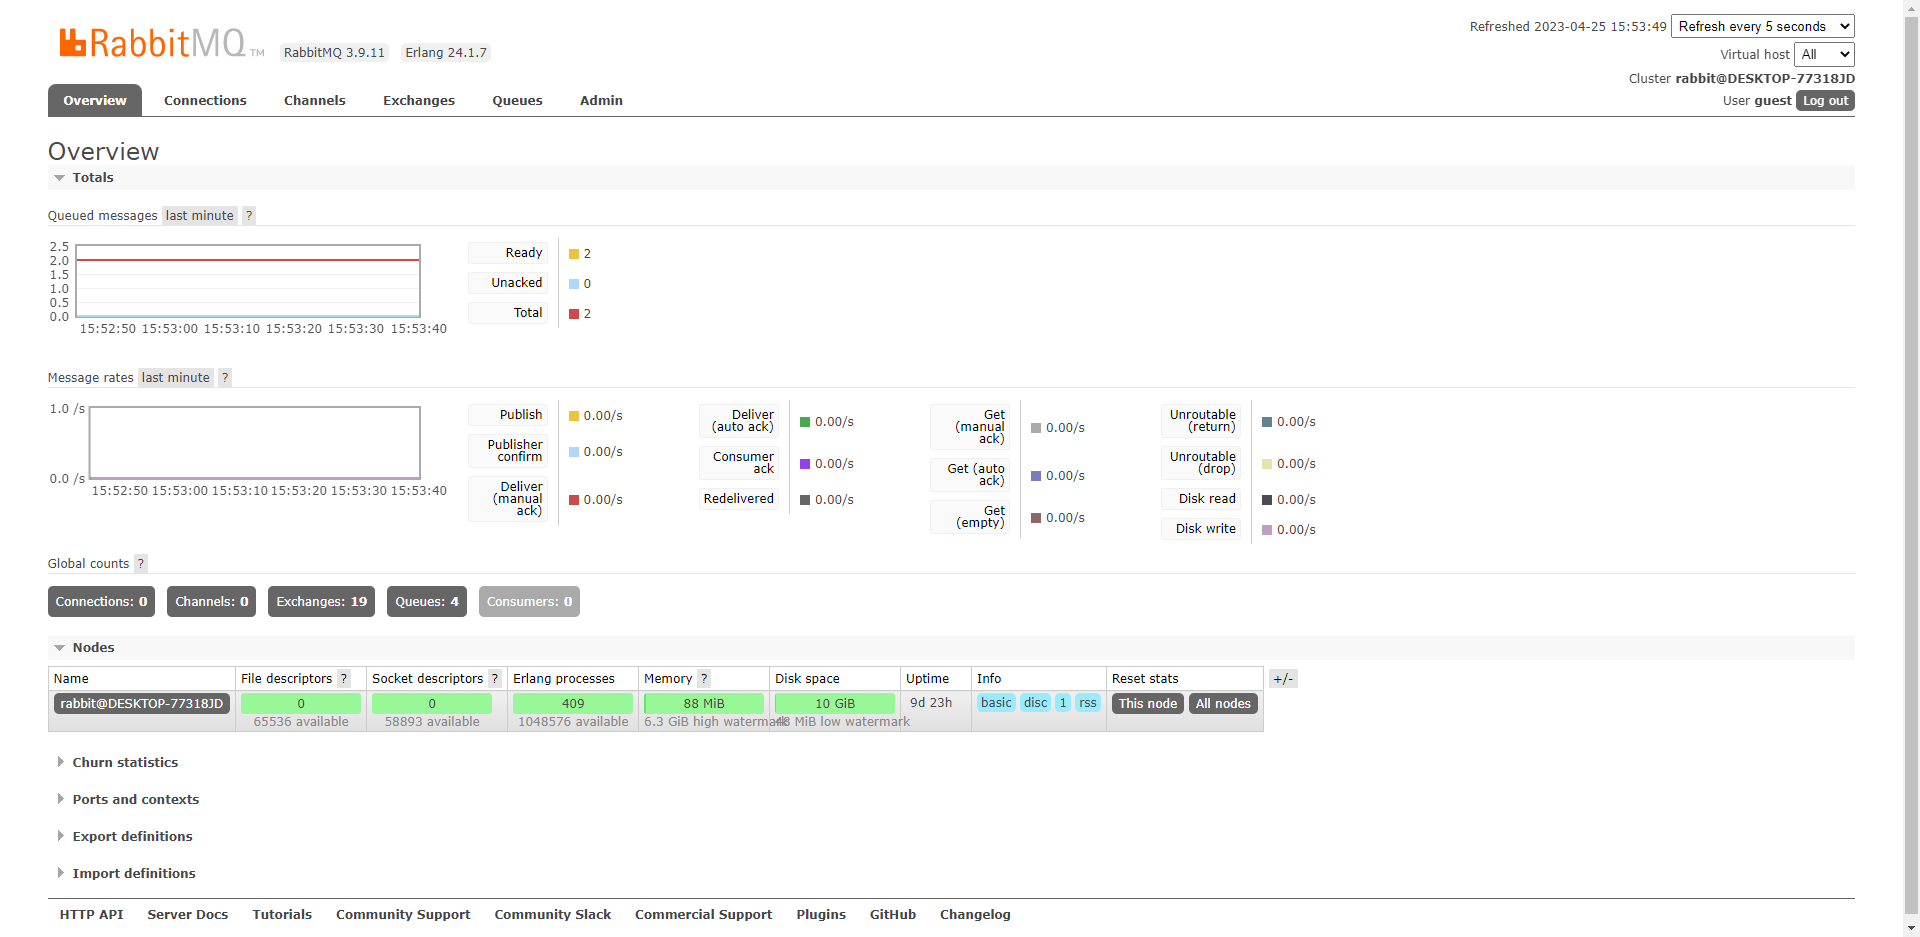 RabbitMQ TM RabbitMQ 3.9.11 Erlang 24.1.7
Refreshed 2023-04-25 15:53:49 Refresh every 5 seconds
Virtual host All
Cluster rabbit@DESKTOP-77318JD
User guest Log out
Overview Connections Channels Exchanges Queues Admin
Overview
Totals
Queued messages last minute ?
2.5
2.0
1.5
1.0
0.5
0.0
15:52:50 15:53:00 15:53:10 15:53:20 15:53:30 15:53:40
Ready 2
Unacked 0
Total 2
Message rates last minute ?
1.0 /s
0.0 /s
15:52:50 15:53:00 15:53:10 15:53:20 15:53:30 15:53:40
Publish 0.00/s
Publisher
confirm 0.00/s
Deliver
(manual
ack) 0.00/s
Deliver
(auto ack) 0.00/s
Consumer
ack 0.00/s
Redelivered 0.00/s
Get
(manual
ack) 0.00/s
Get (auto
ack) 0.00/s
Get
(empty) 0.00/s
Unroutable
(return) 0.00/s
Unroutable
(drop) 0.00/s
Disk read 0.00/s
Disk write 0.00/s
Global counts ?
Connections: 0 Channels: 0 Exchanges: 19 Queues: 4 Consumers: 0
Nodes
Name File descriptors ? Socket descriptors ? Erlang processes Memory ? Disk space Uptime Info Reset stats +/-
rabbit@DESKTOP-77318JD 0 0 409 88 MiB 10 GiB 9d 23h basic disc 1 rss This node All nodes
65536 available 58893 available 1048576 available 6.3 GiB high watermark 48 MiB low watermark
Churn statistics
Ports and contexts
Export definitions
Import definitions
HTTP API Server Docs Tutorials Community Support Community Slack Commercial Support Plugins GitHub Changelog